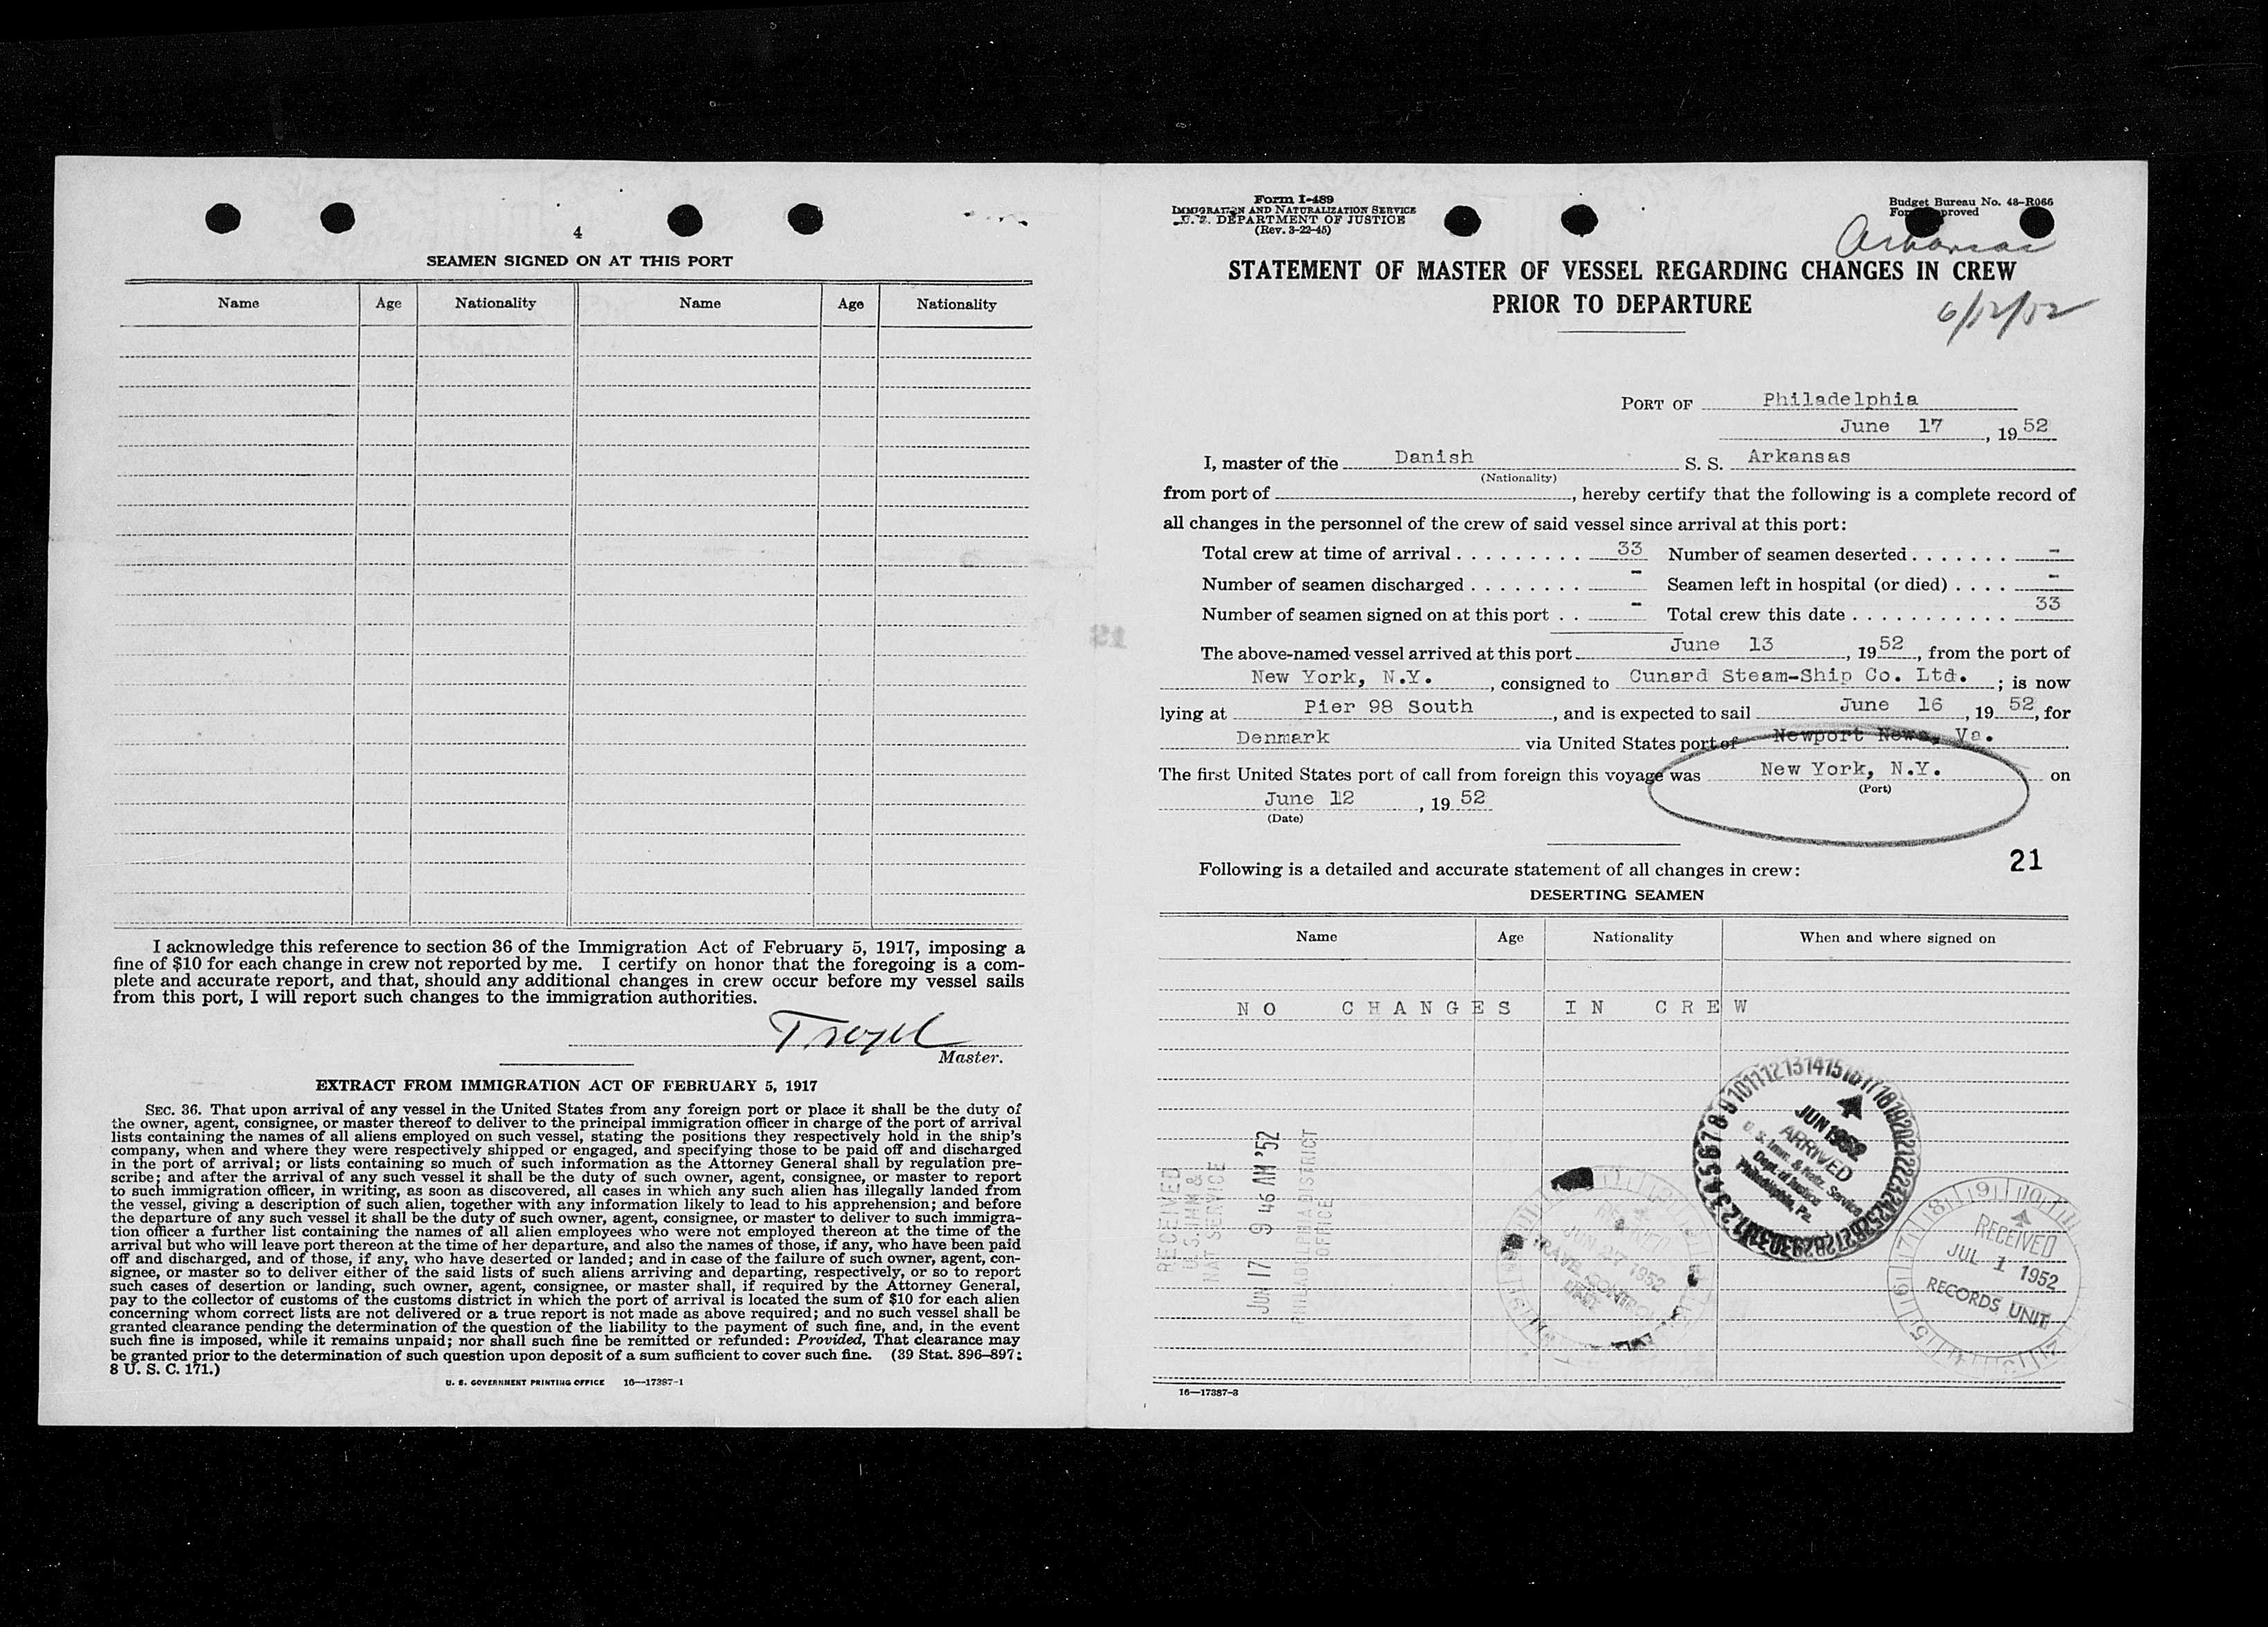 4
SEAMEN SIGNED ON AT THIS PORT
Name Age Nationality Name Age Nationality
I acknowledge this reference to section 36 of the Immigration Act of February 5, 1917, imposing a
fine of $10 for each change in crew not reported by me. I certify on honor that the foregoing is a com-
plete and accurate report, and that, should any additional changes in crew occur before my vessel sails
from this port, I will report such changes to the immigration authorities.
Master.
EXTRACT FROM IMMIGRATION ACT OF FEBRUARY 5, 1917
SEC. 36. That upon arrival of any vessel in the United States from any foreign port or place it shall be the duty of
the owner, agent, consignee, or master thereof to deliver to the principal immigration officer in charge of the port of arrival
lists containing the names of all aliens employed on such vessel, stating the positions they respectively hold in the ship's
company, when and where they were respectively shipped or engaged, and specifying those to be paid off and discharged
in the port of arrival; or lists containing so much of such information as the Attorney General shall by regulation pre-
scribe; and after the arrival of any such vessel it shall be the duty of such owner, agent, consignee, or master to report
to such immigration officer, in writing, as soon as discovered, all cases in which any such alien has illegally landed from
the vessel, giving a description of such alien, together with any information likely to lead to his apprehension; and before
the departure of any such vessel it shall be the duty of such owner, agent, consignee, or master to deliver to such immigra-
tion officer a further list containing the names of all alien employees who were not employed thereon at the time of the
arrival but who will leave port thereon at the time of her departure, and also the names of those, if any, who have been paid
off and discharged, and of those, if any, who have deserted or landed; and in case of the failure of such owner, agent, con-
signee, or master so to deliver either of the said lists of such aliens arriving and departing, respectively, or so to report
such cases of desertion or landing, such owner, agent, consignee, or master shall, if required by the Attorney General,
pay to the collector of customs of the customs district in which the port of arrival is located the sum of $10 for each alien
concerning whom correct lists are not delivered or a true report is not made as above required; and no such vessel shall be
granted clearance pending the determination of the question of the liability to the payment of such fine, and, in the event
such fine is imposed, while it remains unpaid; nor shall such fine be remitted or refunded: Provided, That clearance may
be granted prior to the determination of such question upon deposit of a sum sufficient to cover such fine. (39 Stat. 896–897;
8 U. S. C. 171.)
U. S. GOVERNMENT PRINTING OFFICE 16—17387-1
Form I-489
IMMIGRATION AND NATURALIZATION SERVICE
U. S. DEPARTMENT OF JUSTICE
(Rev. 3-22-45)
Budget Bureau No. 43-R066
Arkansas
STATEMENT OF MASTER OF VESSEL REGARDING CHANGES IN CREW
PRIOR TO DEPARTURE
6/12/52
PORT OF Philadelphia
June 17, 1952
I, master of the Danish S. S. Arkansas
(Nationality)
from port of , hereby certify that the following is a complete record of
all changes in the personnel of the crew of said vessel since arrival at this port:
Total crew at time of arrival 33 Number of seamen deserted -
Number of seamen discharged - Seamen left in hospital (or died) -
Number of seamen signed on at this port - Total crew this date 33
The above-named vessel arrived at this port June 13, 1952, from the port of
New York, N.Y., consigned to Cunard Steam-Ship Co. Ltd.; is now
lying at Pier 98 South, and is expected to sail June 16, 1952, for
Denmark via United States port of Newport News, Va.
The first United States port of call from foreign this voyage was New York, N.Y. on
(Port)
June 12, 1952
(Date)
21
Following is a detailed and accurate statement of all changes in crew:
DESERTING SEAMEN
Name Age Nationality When and where signed on
NO CHANGES IN CREW
RECEIVED
U.S. IMM &
NAT SERVICE
JUN 17 9 46 AM '52
PHILADELPHIA DISTRICT
OFFICE
JUN 27 1952
TRAVEL CONTROL
JUN 1952
ARRIVED
U. S. Imm. & Natz. Service
Dept. of Justice
Philadelphia, Pa.
RECEIVED
JUL 1 1952
RECORDS UNIT
16—17387-3